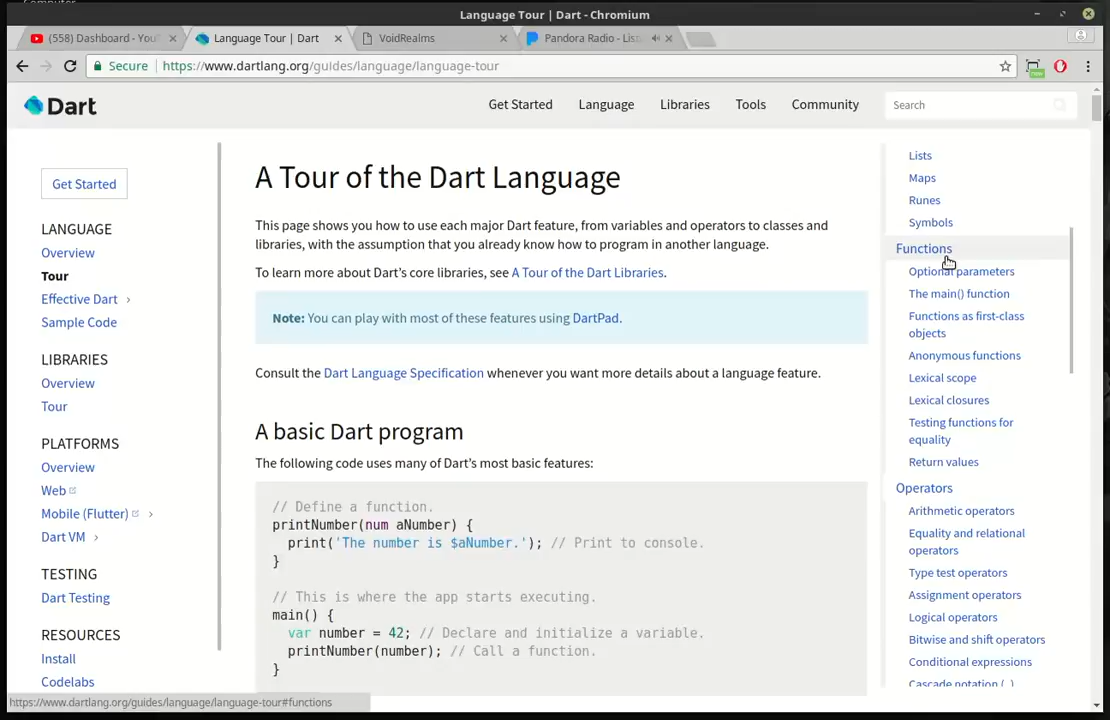 Language Tour | Dart - Chromium
(558) Dashboard - You
Language Tour | Dart
VoidRealms
Pandora Radio - List
Secure
https://www.dartlang.org/guides/language/language-tour
Dart
Get Started
Language
Libraries
Tools
Community
Search
Get Started
LANGUAGE
Overview
Tour
Effective Dart
Sample Code
LIBRARIES
Overview
Tour
PLATFORMS
Overview
Web
Mobile (Flutter)
Dart VM
TESTING
Dart Testing
RESOURCES
Install
Codelabs
A Tour of the Dart Language
This page shows you how to use each major Dart feature, from variables and operators to classes and
libraries, with the assumption that you already know how to program in another language.
To learn more about Dart's core libraries, see A Tour of the Dart Libraries.
Note: You can play with most of these features using DartPad.
Consult the Dart Language Specification whenever you want more details about a language feature.
A basic Dart program
The following code uses many of Dart's most basic features:
// Define a function.
printNumber(num aNumber) {
print('The number is $aNumber.'); // Print to console.
}
// This is where the app starts executing.
main() {
var number = 42; // Declare and initialize a variable.
printNumber(number); // Call a function.
}
Lists
Maps
Runes
Symbols
Functions
Optional parameters
The main() function
Functions as first-class
objects
Anonymous functions
Lexical scope
Lexical closures
Testing functions for
equality
Return values
Operators
Arithmetic operators
Equality and relational
operators
Type test operators
Assignment operators
Logical operators
Bitwise and shift operators
Conditional expressions
Cascade notation (..)
https://www.dartlang.org/guides/language/language-tour#functions